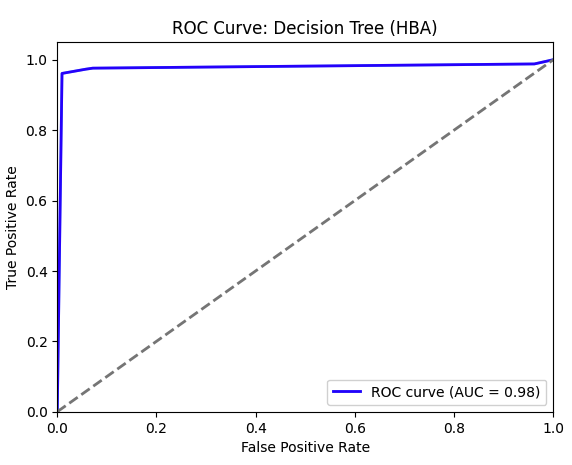 ROC Curve: Decision Tree (HBA)
True Positive Rate
1.0
0.8
0.6
0.4
0.2
0.0
ROC curve (AUC = 0.98)
0.0 0.2 0.4 0.6 0.8 1.0
False Positive Rate